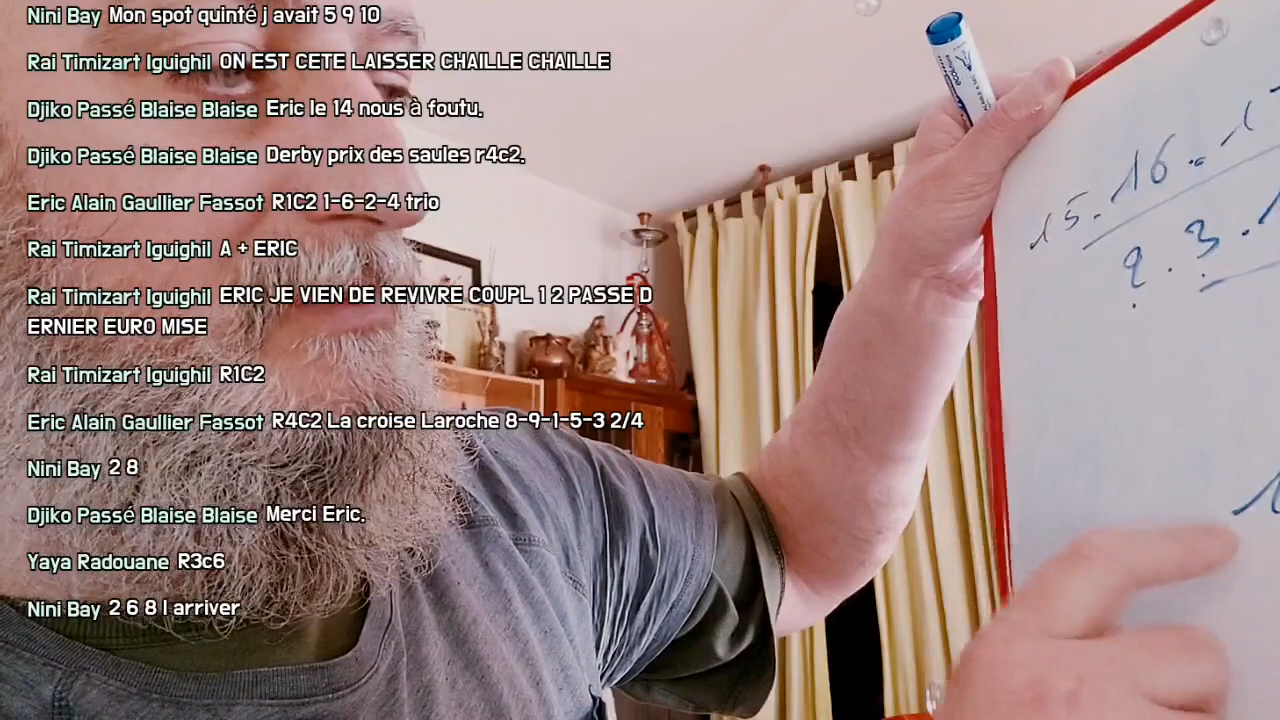 Nini Bay Mon spot quinté j avait 5 9 10
Rai Timizart Iguighil ON EST CETE LAISSER CHAILLE CHAILLE
Djiko Passé Blaise Blaise Eric le 14 nous à foutu.
Djiko Passé Blaise Blaise Derby prix des saules r4c2.
Eric Alain Gaullier Fassot R1C2 1-6-2-4 trio
Rai Timizart Iguighil A + ERIC
Rai Timizart Iguighil ERIC JE VIEN DE REVIVRE COUPL 1 2 PASSE D
ERNIER EURO MISE
Rai Timizart Iguighil R1C2
Eric Alain Gaullier Fassot R4C2 La croise Laroche 8-9-1-5-3 2/4
Nini Bay 2 8
Djiko Passé Blaise Blaise Merci Eric.
Yaya Radouane R3c6
Nini Bay 2 6 8 l arriver
15. 16.
3.